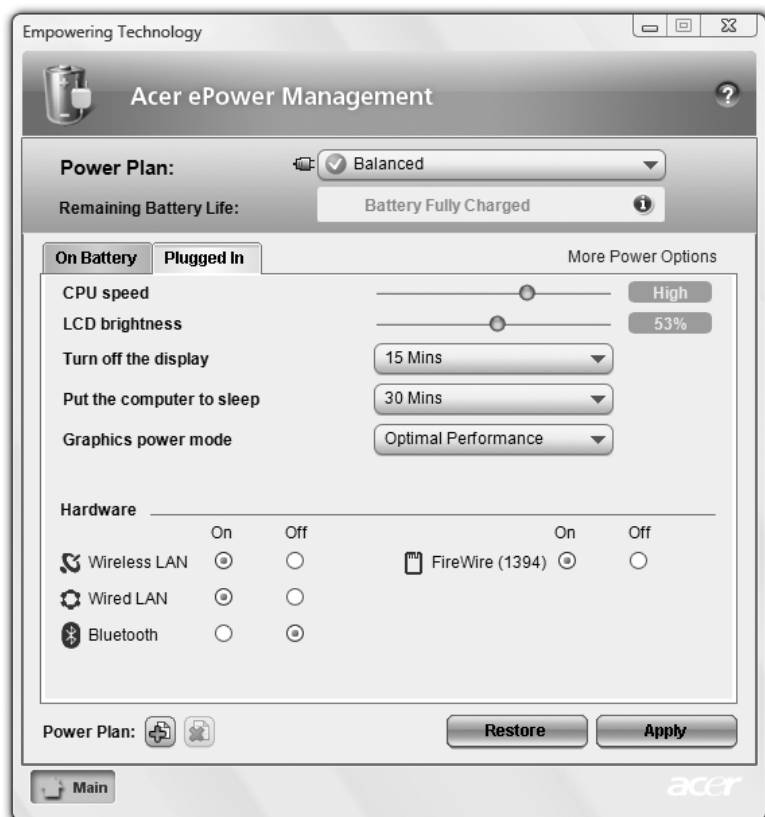 Empowering Technology
Acer ePower Management
?
Power Plan: Balanced
Remaining Battery Life: Battery Fully Charged
On Battery Plugged In More Power Options
CPU speed High
LCD brightness 53%
Turn off the display 15 Mins
Put the computer to sleep 30 Mins
Graphics power mode Optimal Performance
Hardware
On Off On Off
Wireless LAN FireWire (1394)
Wired LAN
Bluetooth
Power Plan: Restore Apply
Main acer